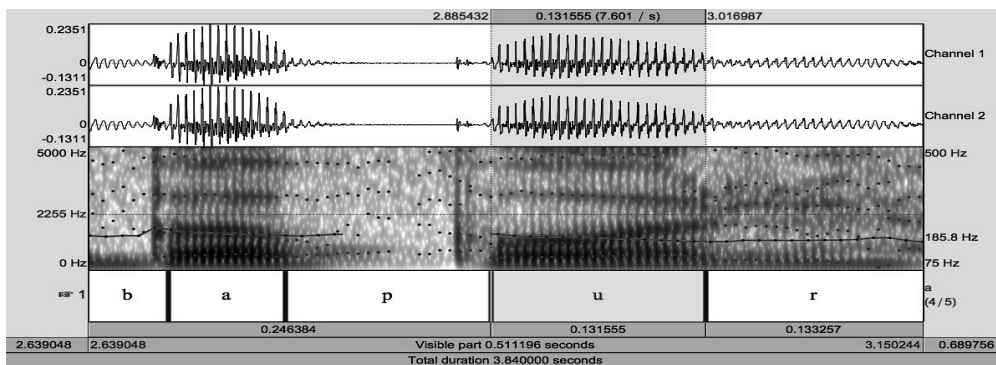 2.885432 0.131555 (7.601 / s) 3.016987
0.2351
0
-0.1311
Channel 1
0.2351
0
-0.1311
Channel 2
5000 Hz 500 Hz
2255 Hz
185.8 Hz
0 Hz 75 Hz
☞ 1 b a p u r a
(4 / 5)
0.246384 0.131555 0.133257
2.639048 2.639048 Visible part 0.511196 seconds 3.150244 0.689756
Total duration 3.840000 seconds